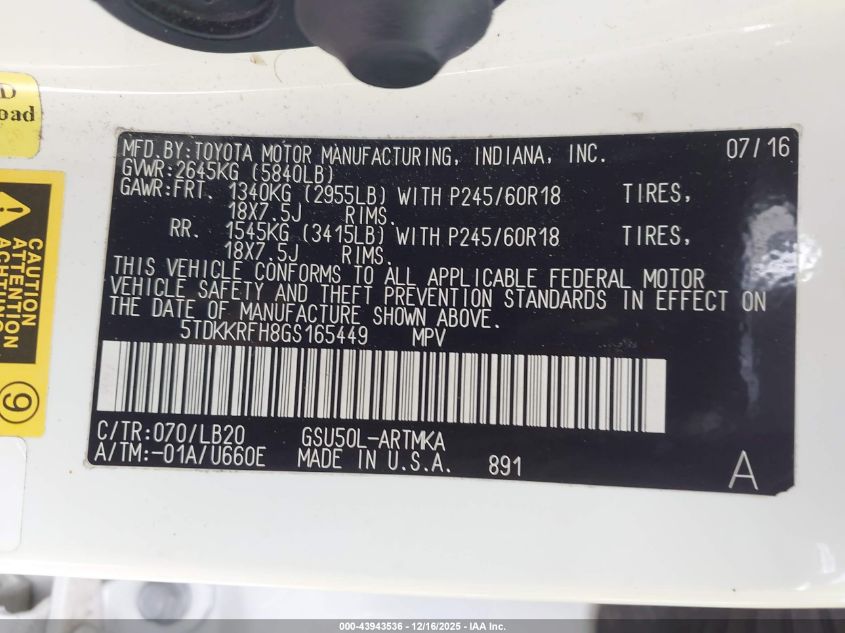 D
oad
CAUTION
ACHTUNG
9
MFD.BY:TOYOTA MOTOR MANUFACTURING, INDIANA, INC. 07/16
GVWR:2645KG (5840LB)
GAWR:FRT. 1340KG (2955LB) WITH P245/60R18 TIRES,
18X7.5J RIMS.
RR. 1545KG (3415LB) WITH P245/60R18 TIRES,
18X7.5J RIMS.
THIS VEHICLE CONFORMS TO ALL APPLICABLE FEDERAL MOTOR
VEHICLE SAFETY AND THEFT PREVENTION STANDARDS IN EFFECT ON
THE DATE OF MANUFACTURE SHOWN ABOVE.
5TDKKRFH8GS165449 MPV
C/TR:070/LB20 GSU50L-ARTMKA
A/TM:-01A/U660E MADE IN U.S.A. 891 A
000-43943536 - 12/16/2025 - IAA Inc.